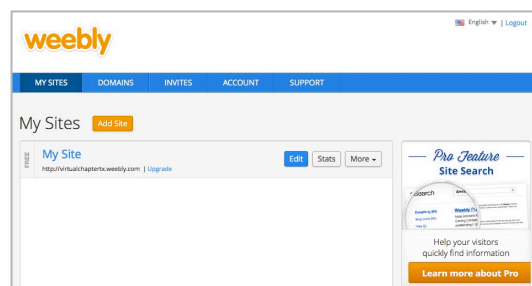 English | Logout
weebly
MY SITES DOMAINS INVITES ACCOUNT SUPPORT
My Sites Add Site
FREE
My Site
http://virtualchaptertx.weebly.com | Upgrade
Edit Stats More
Pro Feature
Site Search
Search
Help your visitors
quickly find information
Learn more about Pro